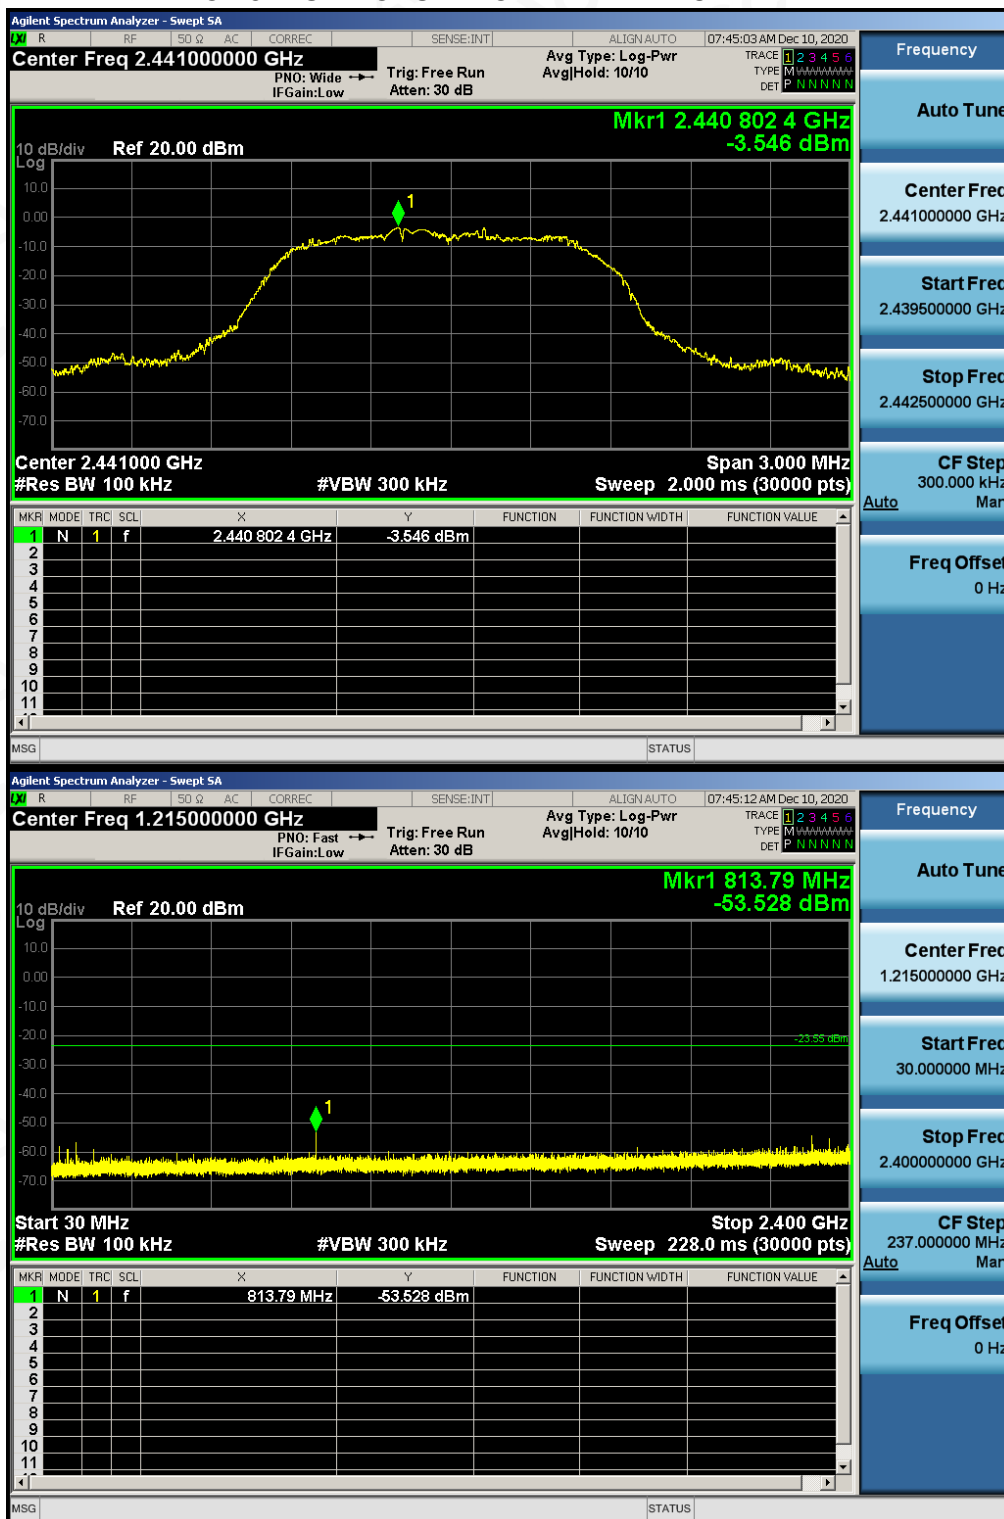 Agilent Spectrum Analyzer - Swept SA
LXI R RF 50 Ω AC CORREC SENSE:INT ALIGN AUTO 07:45:03 AM Dec 10, 2020
Center Freq 2.441000000 GHz
PNO: Wide
IFGain:Low
Trig: Free Run
Atten: 30 dB
Avg Type: Log-Pwr
Avg|Hold: 10/10
TRACE 1 2 3 4 5 6
TYPE M
DET P N N N N N
Mkr1 2.440 802 4 GHz
-3.546 dBm
10 dB/div Ref 20.00 dBm
Log
10.0
0.00
-10.0
-20.0
-30.0
-40.0
-50.0
-60.0
-70.0
1
Center 2.441000 GHz Span 3.000 MHz
#Res BW 100 kHz #VBW 300 kHz Sweep 2.000 ms (30000 pts)
MKR MODE TRC SCL X Y FUNCTION FUNCTION WIDTH FUNCTION VALUE
1 N 1 f 2.440 802 4 GHz -3.546 dBm
2
3
4
5
6
7
8
9
10
11
MSG STATUS
Frequency
Auto Tune
Center Freq
2.441000000 GHz
Start Freq
2.439500000 GHz
Stop Freq
2.442500000 GHz
CF Step
300.000 kHz
Auto Man
Freq Offset
0 Hz
Agilent Spectrum Analyzer - Swept SA
LXI R RF 50 Ω AC CORREC SENSE:INT ALIGN AUTO 07:45:12 AM Dec 10, 2020
Center Freq 1.215000000 GHz
PNO: Fast
IFGain:Low
Trig: Free Run
Atten: 30 dB
Avg Type: Log-Pwr
Avg|Hold: 10/10
TRACE 1 2 3 4 5 6
TYPE M
DET P N N N N N
Mkr1 813.79 MHz
-53.528 dBm
10 dB/div Ref 20.00 dBm
Log
10.0
0.00
-10.0
-20.0
-30.0
-40.0
-50.0
-60.0
-70.0
-23.55 dBm
1
Start 30 MHz Stop 2.400 GHz
#Res BW 100 kHz #VBW 300 kHz Sweep 228.0 ms (30000 pts)
MKR MODE TRC SCL X Y FUNCTION FUNCTION WIDTH FUNCTION VALUE
1 N 1 f 813.79 MHz -53.528 dBm
2
3
4
5
6
7
8
9
10
11
MSG STATUS
Frequency
Auto Tune
Center Freq
1.215000000 GHz
Start Freq
30.000000 MHz
Stop Freq
2.400000000 GHz
CF Step
237.000000 MHz
Auto Man
Freq Offset
0 Hz